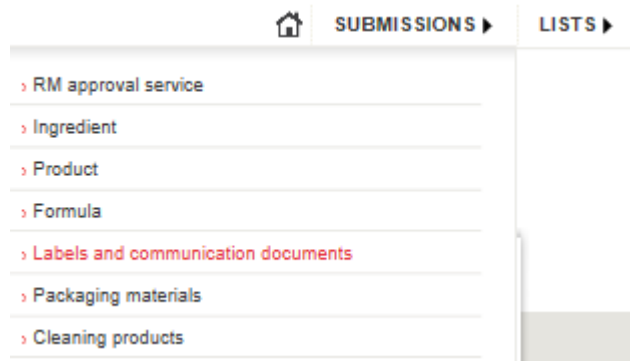 SUBMISSIONS LISTS
RM approval service
Ingredient
Product
Formula
Labels and communication documents
Packaging materials
Cleaning products